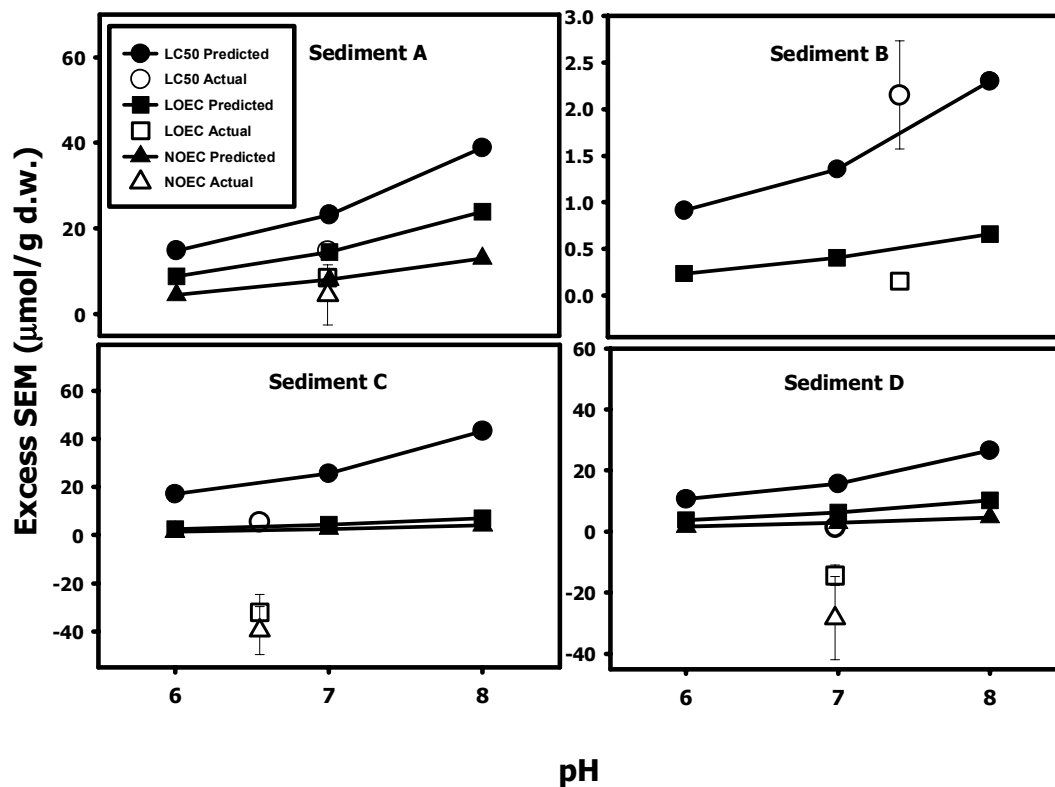 Excess SEM (μmol/g d.w.)
60
40
20
0
LC50 Predicted
LC50 Actual
LOEC Predicted
LOEC Actual
NOEC Predicted
NOEC Actual
Sediment A
3.0
2.5
2.0
1.5
1.0
0.5
0.0
Sediment B
60
40
20
0
-20
-40
Sediment C
6
7
8
60
40
20
0
-20
-40
Sediment D
6
7
8
pH